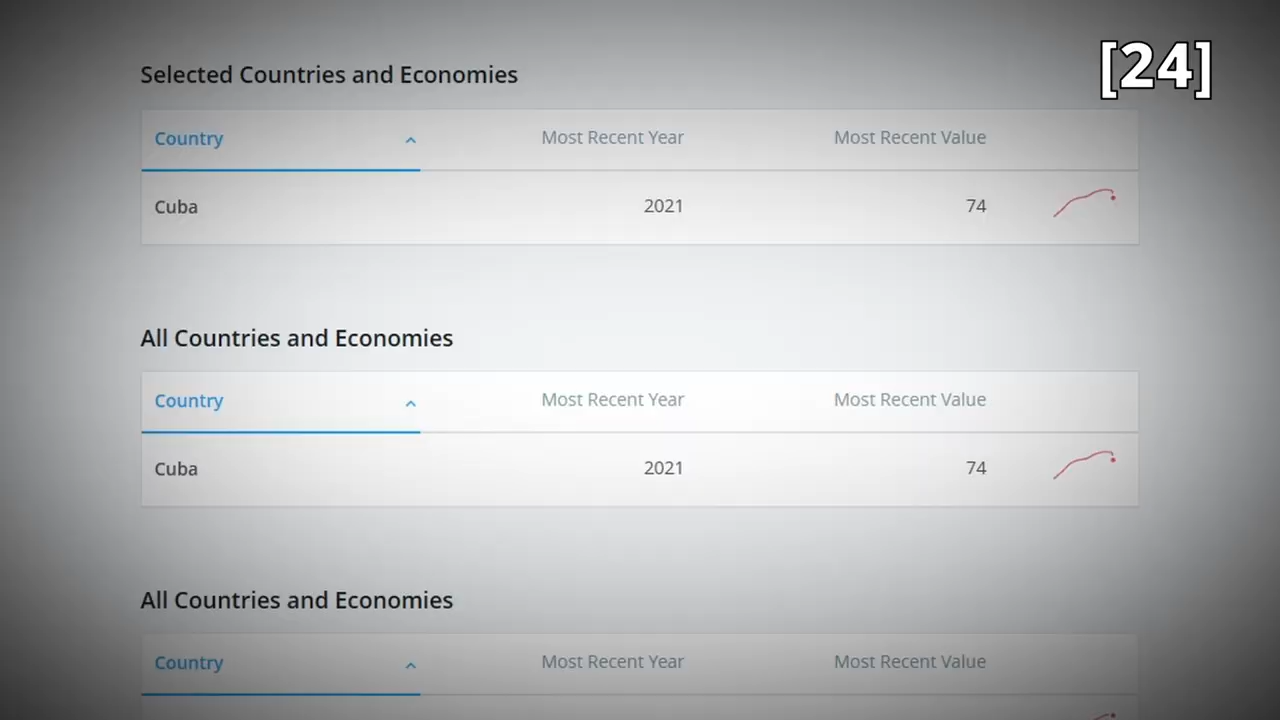 [24]
Selected Countries and Economies
Country Most Recent Year Most Recent Value
Cuba 2021 74
All Countries and Economies
Country Most Recent Year Most Recent Value
Cuba 2021 74
All Countries and Economies
Country Most Recent Year Most Recent Value